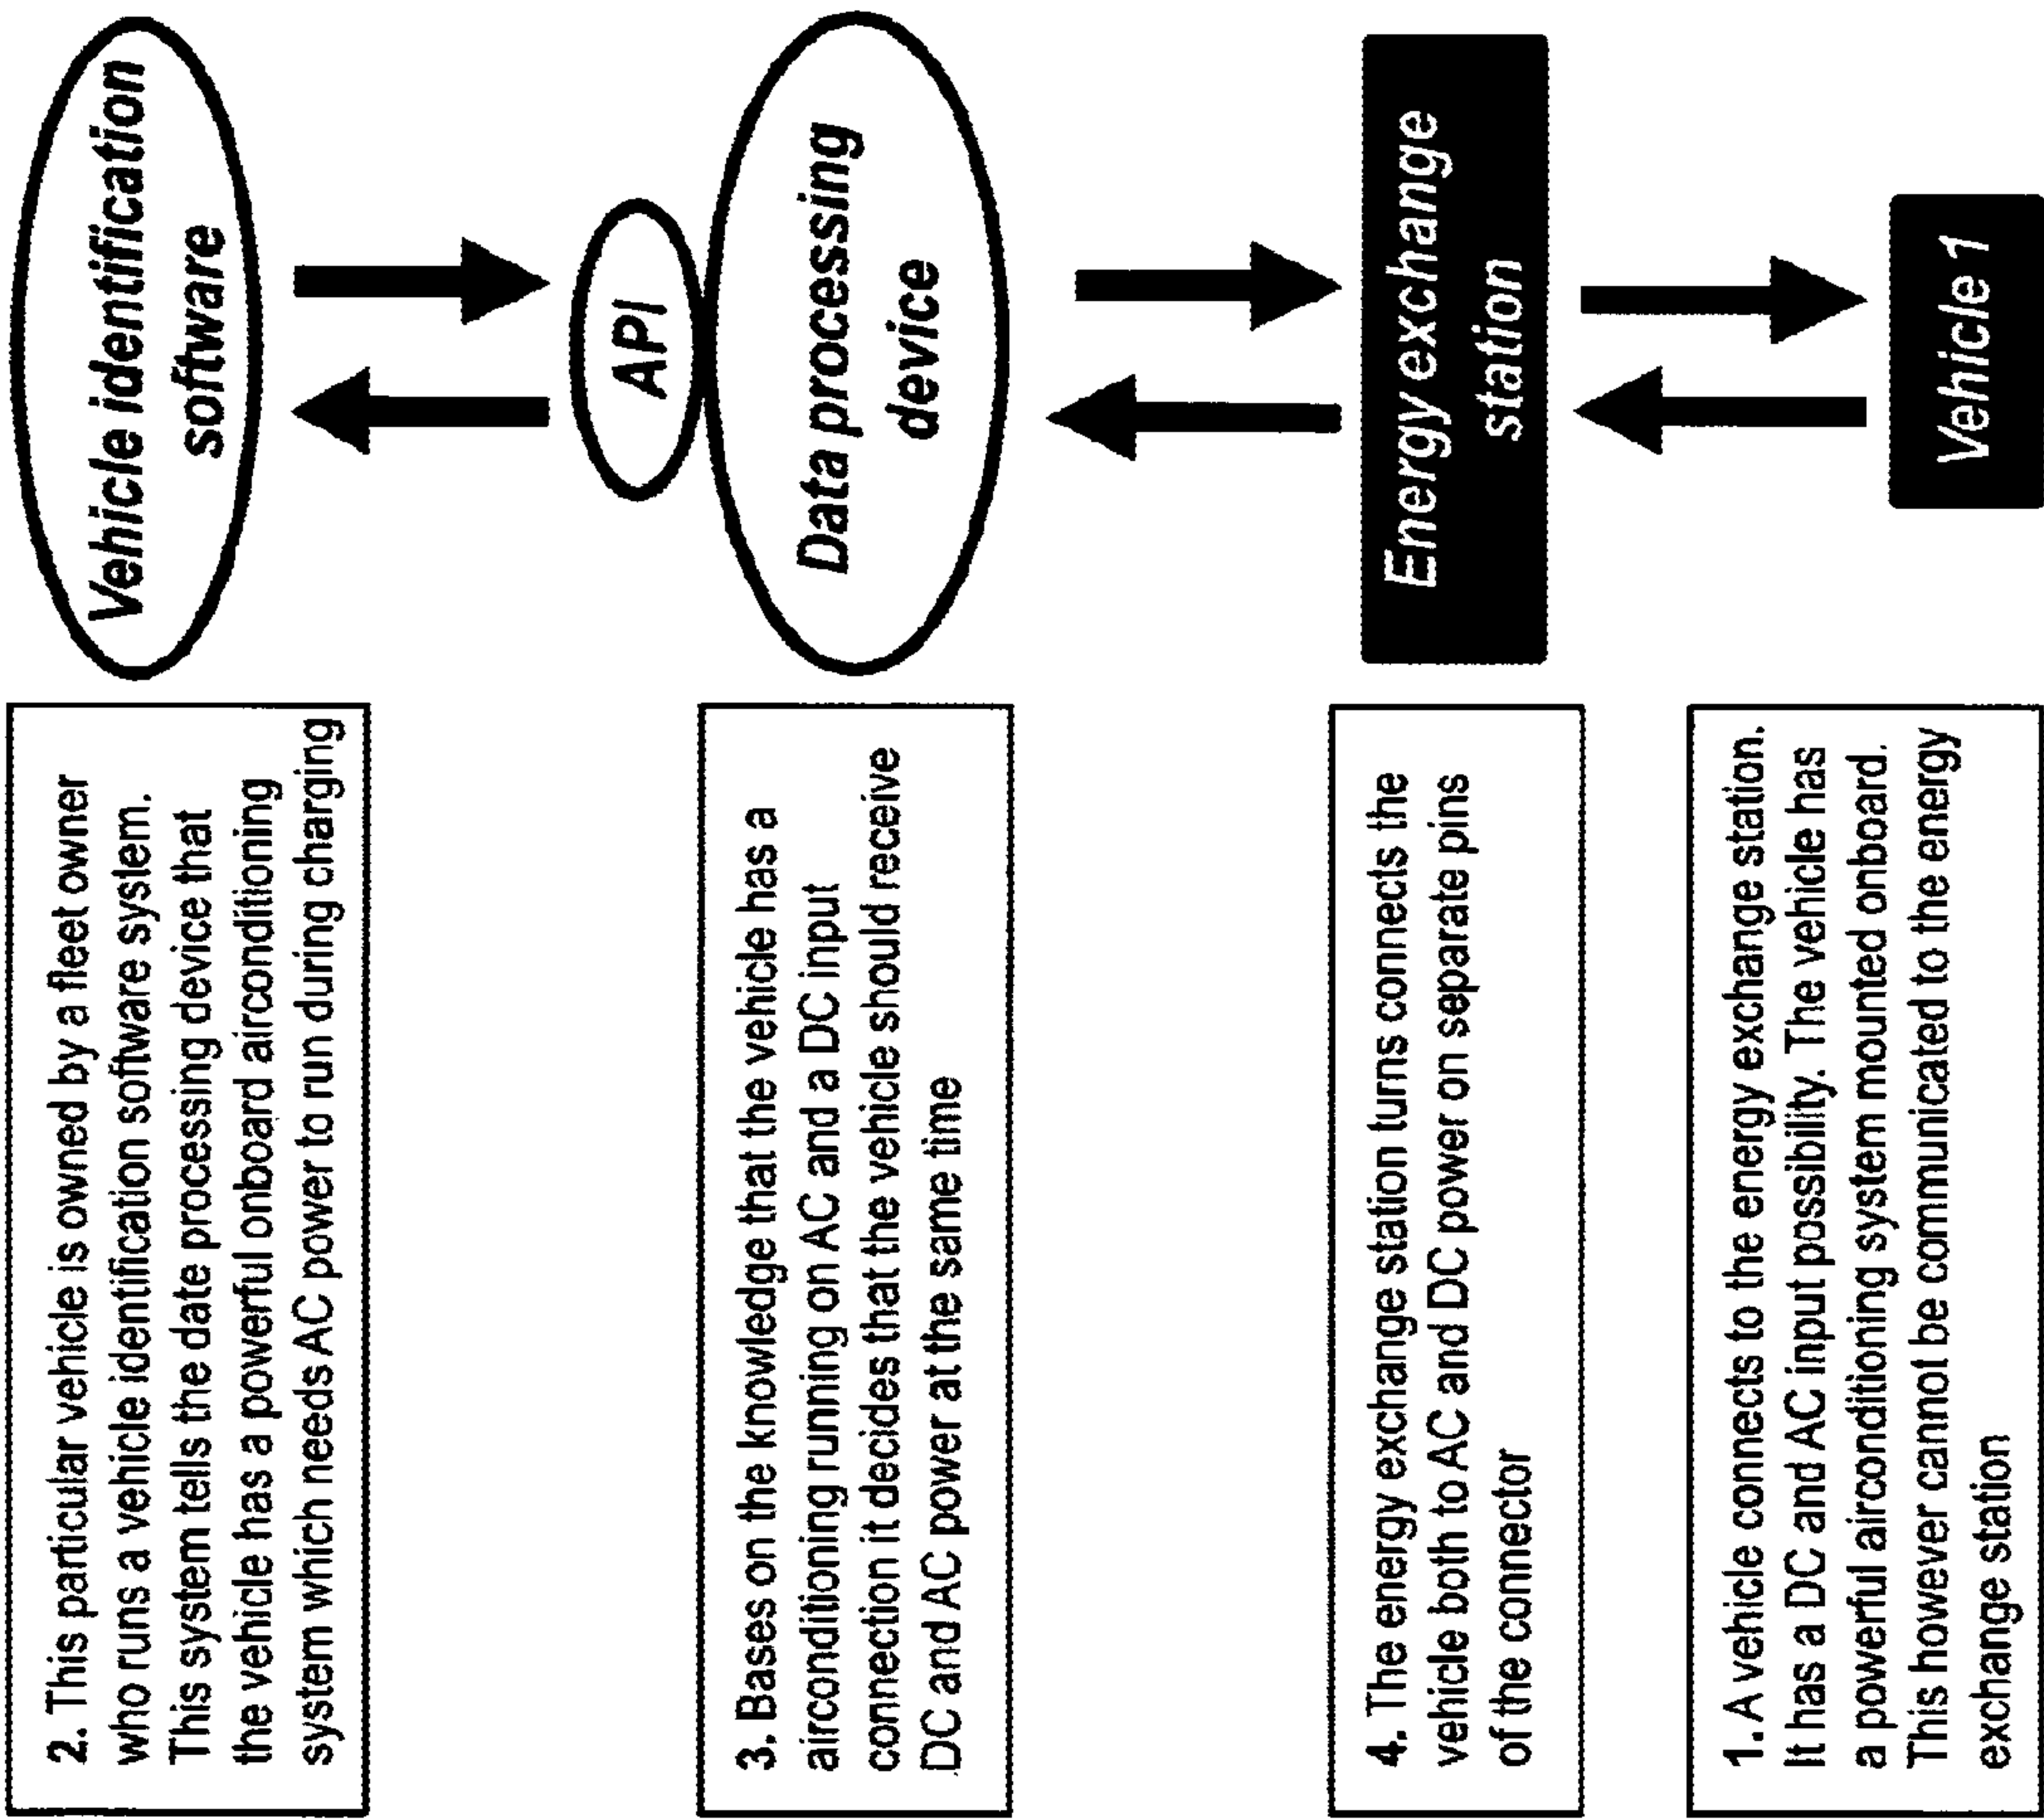 2. This particular vehicle is owned by a fleet owner
who runs a vehicle identification software system.
This system tells the date processing device that
the vehicle has a powerful onboard airconditioning
system which needs AC power to run during charging
Vehicle identification
software
API
3. Bases on the knowledge that the vehicle has a
airconditioning running on AC and a DC input
connection it decides that the vehicle should receive
DC and AC power at the same time
Data processing
device
4. The energy exchange station turns connects the
vehicle both to AC and DC power on separate pins
of the connector
Energy exchange
station
1. A vehicle connects to the energy exchange station.
It has a DC and AC input possibility. The vehicle has
a powerful airconditioning system mounted onboard.
This however cannot be communicated to the energy
exchange station
Vehicle 1